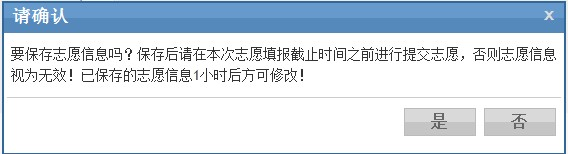 请确认 x
要保存志愿信息吗？保存后请在本次志愿填报截止时间之前进行提交志愿，否则志愿信息
视为无效！已保存的志愿信息1小时后方可修改！
是 否